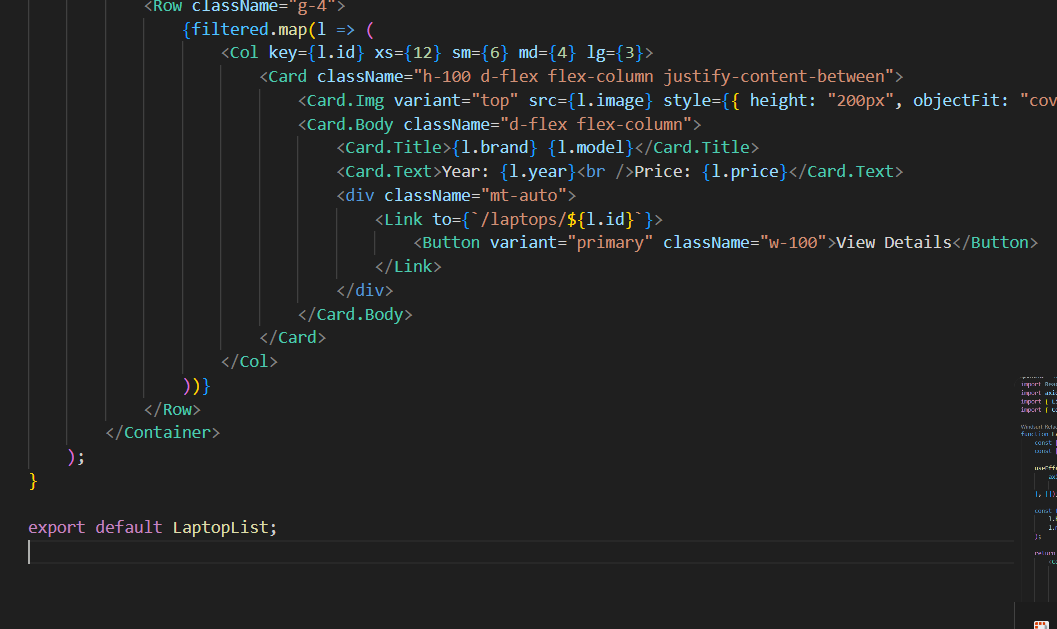 <Row className="g-4">
{filtered.map(l => (
<Col key={l.id} xs={12} sm={6} md={4} lg={3}>
<Card className="h-100 d-flex flex-column justify-content-between">
<Card.Img variant="top" src={l.image} style={{ height: "200px", objectFit: "cov
<Card.Body className="d-flex flex-column">
<Card.Title>{l.brand} {l.model}</Card.Title>
<Card.Text>Year: {l.year}<br />Price: {l.price}</Card.Text>
<div className="mt-auto">
<Link to={`/laptops/${l.id}`}>
<Button variant="primary" className="w-100">View Details</Button>
</Link>
</div>
</Card.Body>
</Card>
</Col>
))}
</Row>
</Container>
);
}
export default LaptopList;